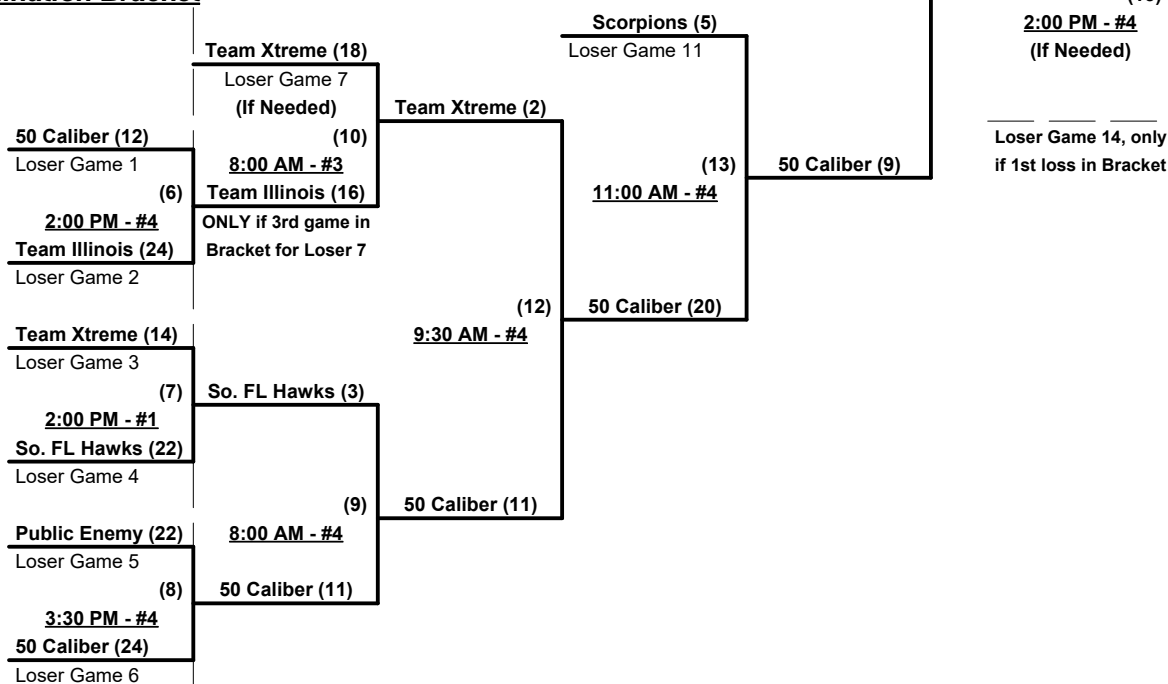 Scorpions (5)
2:00 PM - #4
Team Xtreme (18)
Loser Game 11
(If Needed)
Loser Game 7
(If Needed)
Team Xtreme (2)
50 Caliber (12)
(10)
Loser Game 14, only
Loser Game 1
8:00 AM - #3
(13)
50 Caliber (9)
if 1st loss in Bracket
(6)
Team Illinois (16)
11:00 AM - #4
2:00 PM - #4
ONLY if 3rd game in
Team Illinois (24)
Bracket for Loser 7
Loser Game 2
(12)
50 Caliber (20)
Team Xtreme (14)
9:30 AM - #4
Loser Game 3
(7)
So. FL Hawks (3)
2:00 PM - #1
So. FL Hawks (22)
Loser Game 4
(9)
50 Caliber (11)
Public Enemy (22)
8:00 AM - #4
Loser Game 5
(8)
50 Caliber (11)
3:30 PM - #4
50 Caliber (24)
Loser Game 6